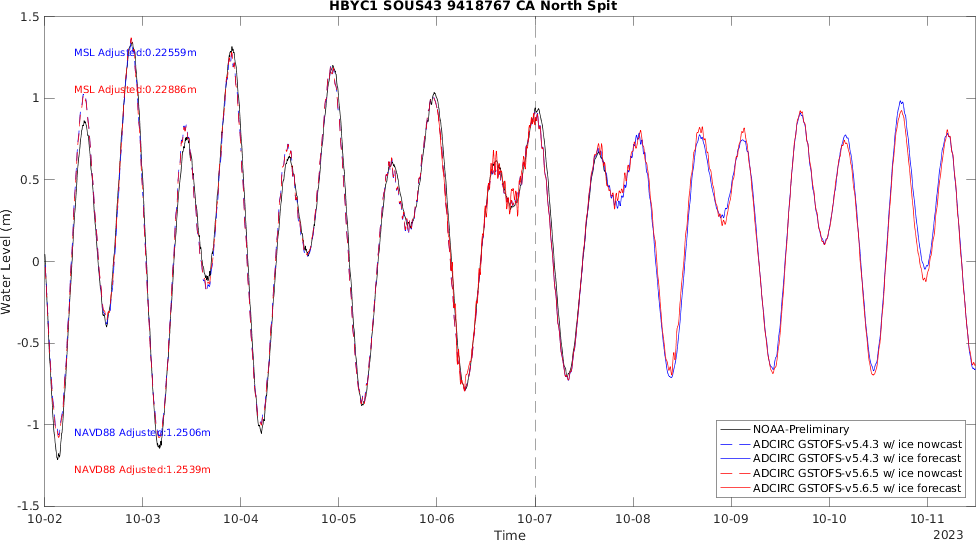 HBYC1 SOUS43 9418767 CA North Spit
1.5
1
0.5
0
-0.5
-1
-1.5
Water Level (m)
MSL Adjusted:0.22559m
MSL Adjusted:0.22886m
NAVD88 Adjusted:1.2506m
NAVD88 Adjusted:1.2539m
NOAA-Preliminary
ADCIRC GSTOFS-v5.4.3 w/ ice nowcast
ADCIRC GSTOFS-v5.4.3 w/ ice forecast
ADCIRC GSTOFS-v5.6.5 w/ ice nowcast
ADCIRC GSTOFS-v5.6.5 w/ ice forecast
10-02 10-03 10-04 10-05 10-06 10-07 10-08 10-09 10-10 10-11
Time
2023